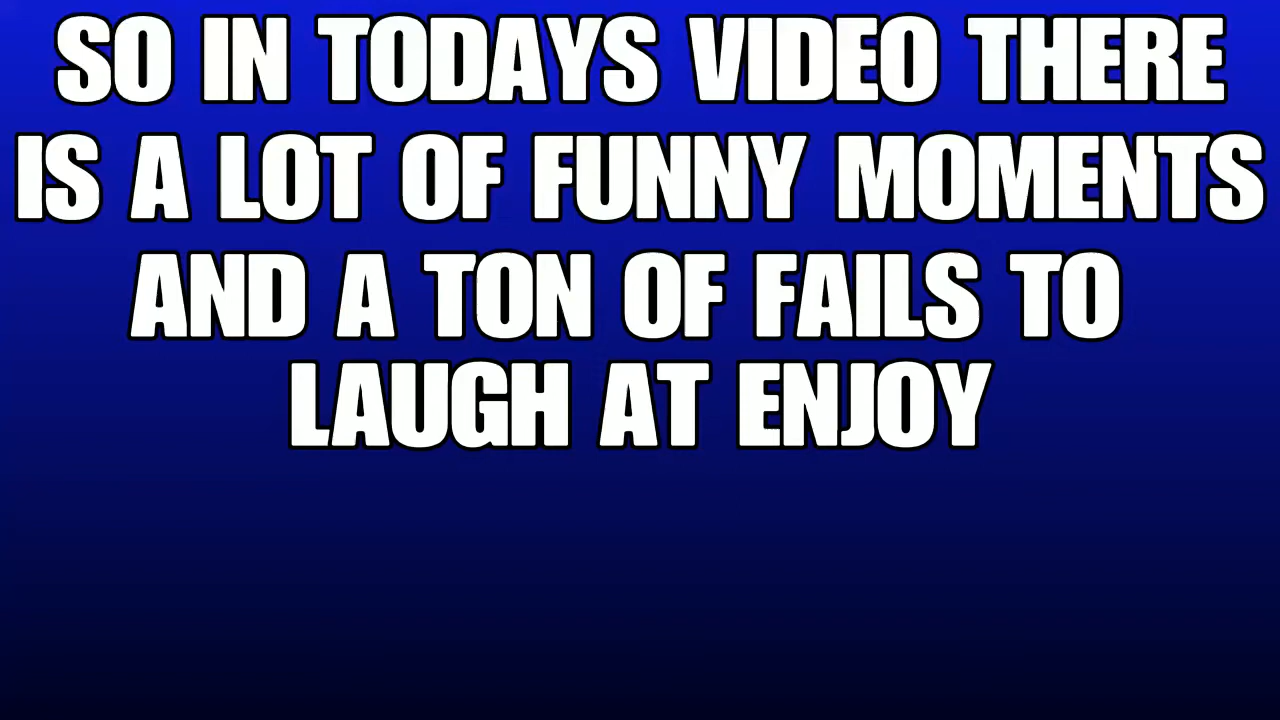 SO IN TODAYS VIDEO THERE
IS A LOT OF FUNNY MOMENTS
AND A TON OF FAILS TO
LAUGH AT ENJOY